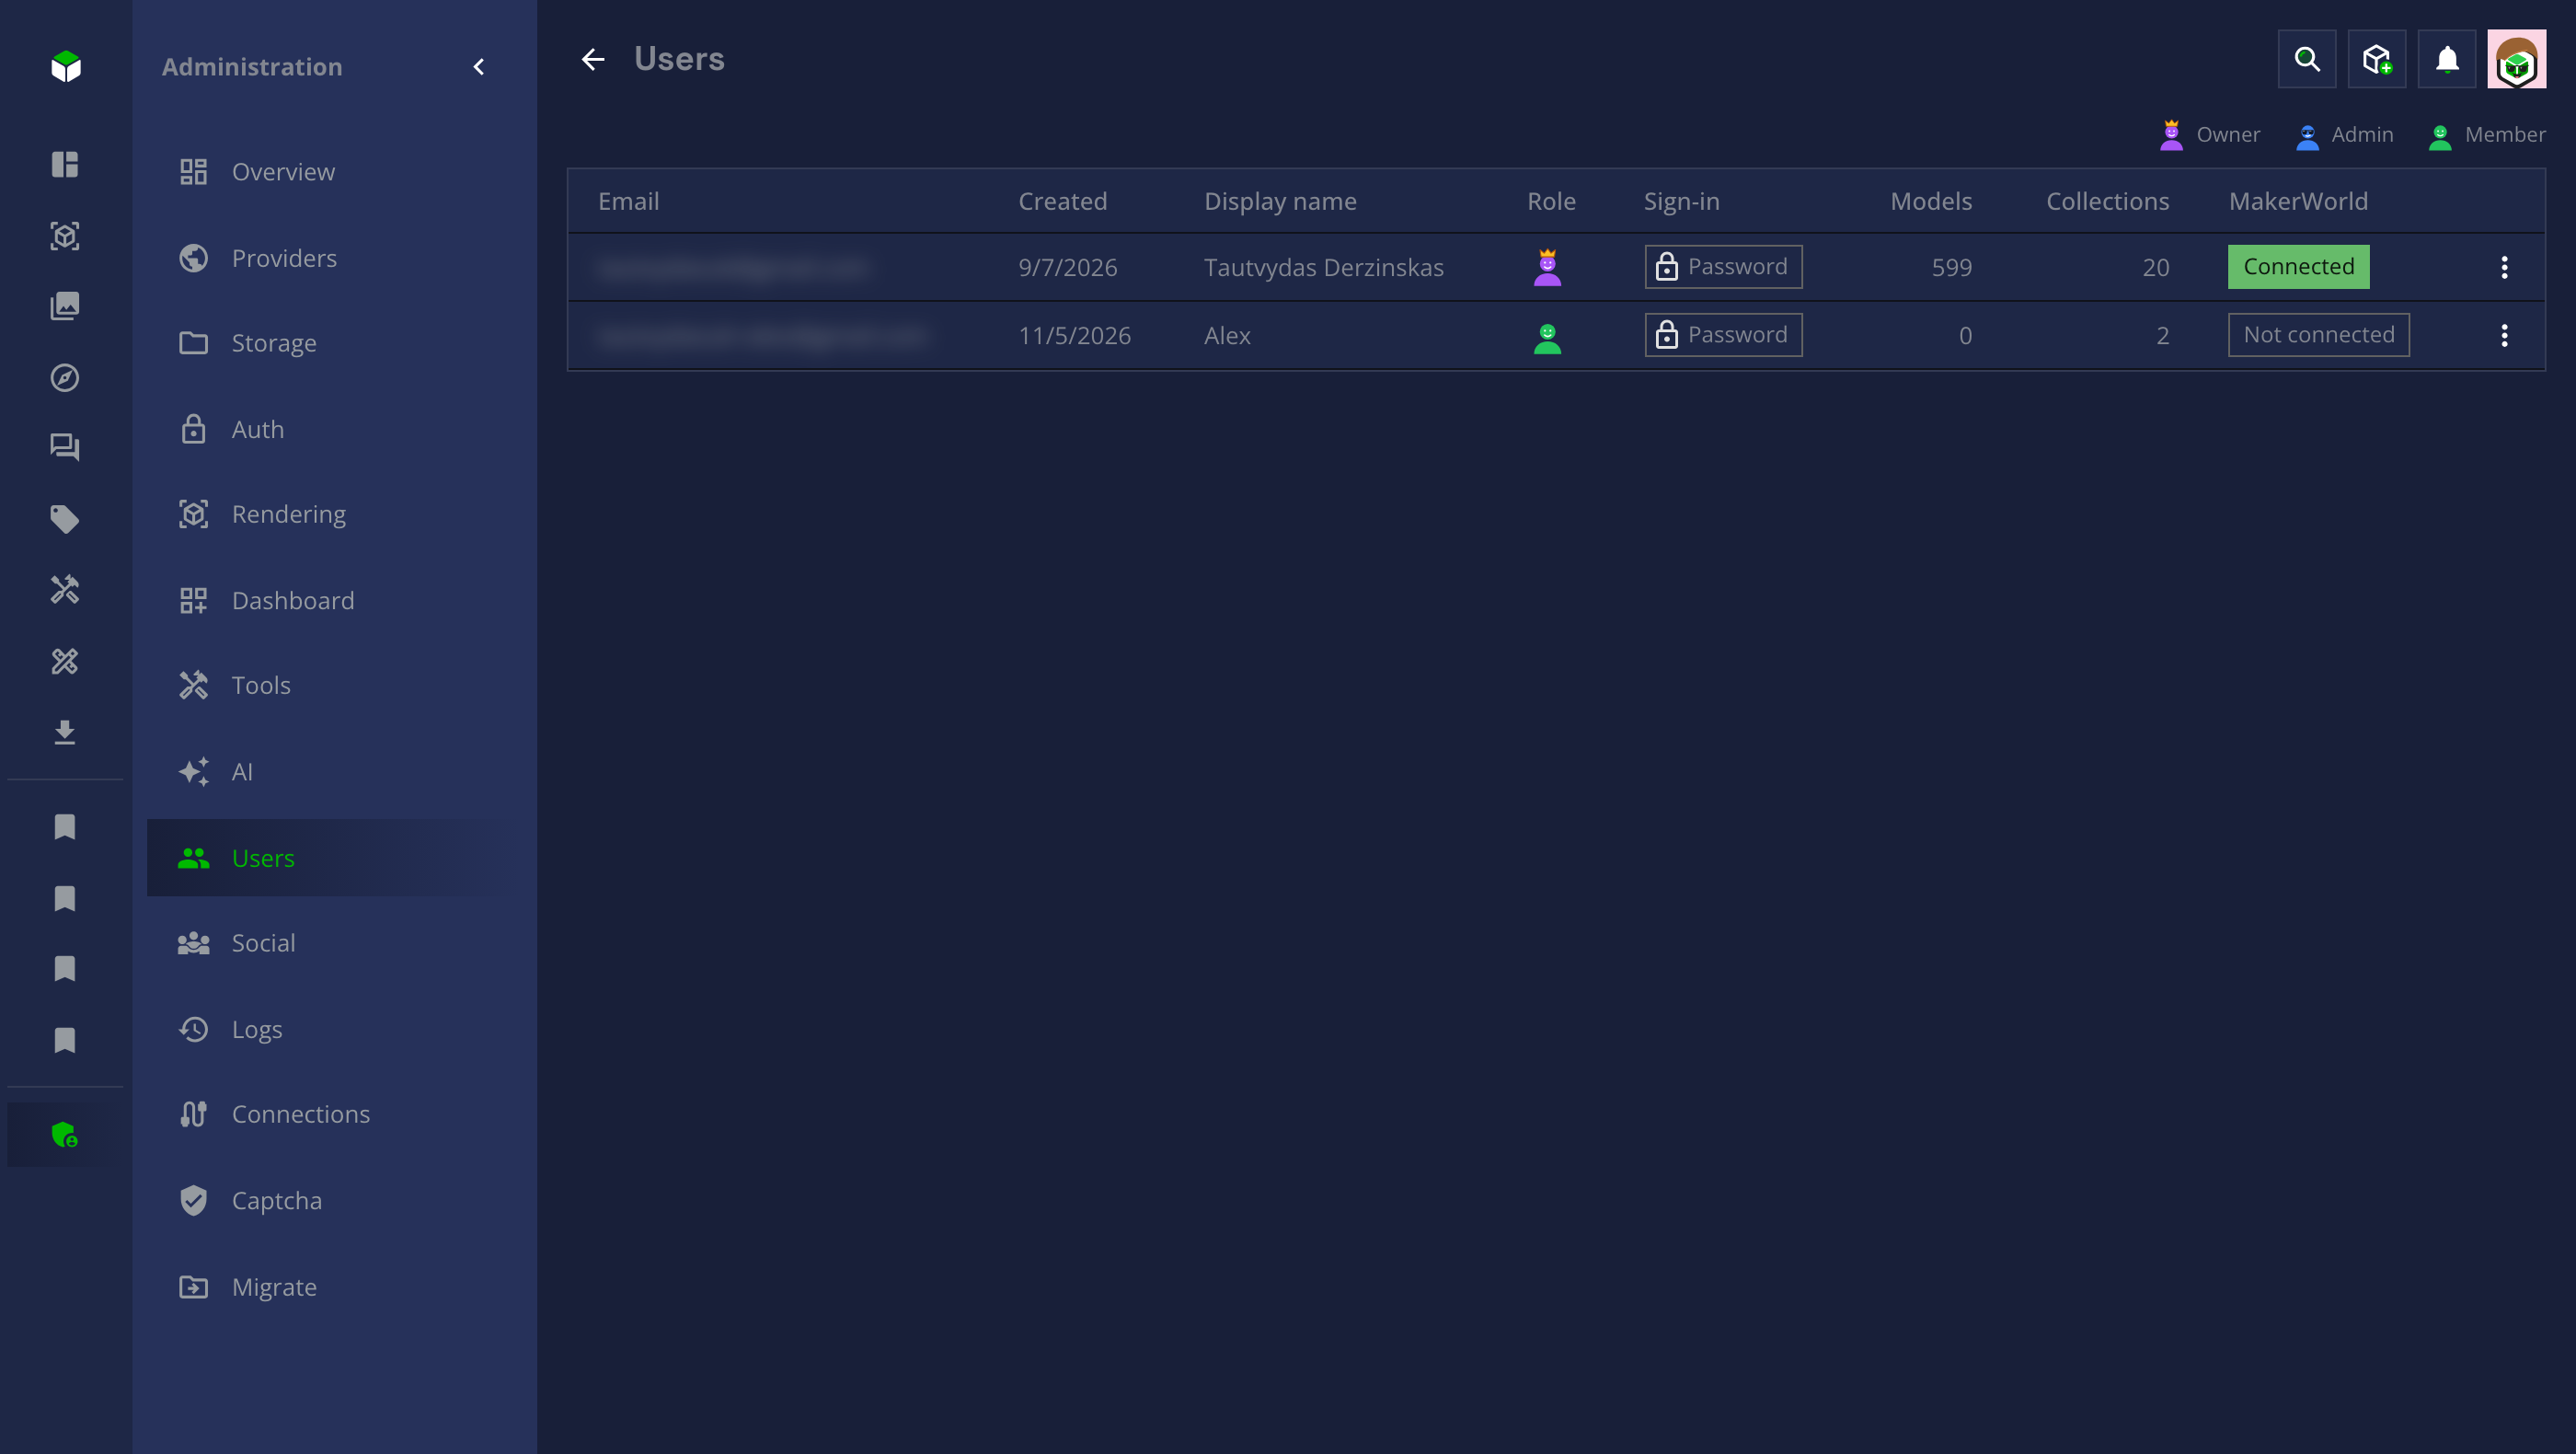 Administration
Overview
Providers
Storage
Auth
Rendering
Dashboard
Tools
AI
Users
Social
Logs
Connections
Captcha
Migrate
Users
Owner Admin Member
Email Created Display name Role Sign-in Models Collections MakerWorld
9/7/2026 Tautvydas Derzinskas Password 599 20 Connected
11/5/2026 Alex Password 0 2 Not connected